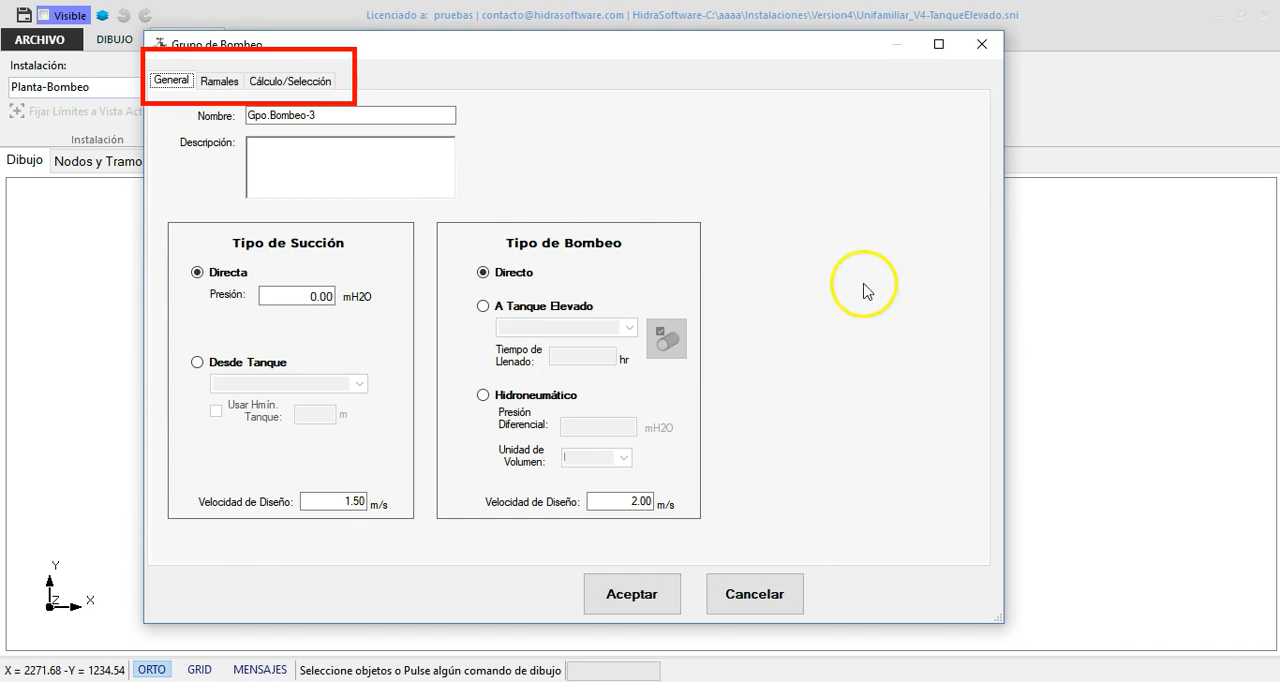 Visible
Licenciado a: pruebas | contacto@hidrasoftware.com | HidraSoftware-C:\aaaa\Instalaciones\Version4\Unifamiliar_V4-TanqueElevado.sni
ARCHIVO DIBUJO
Grupo de Bombeo
Instalación:
Planta-Bombeo
Fijar Límites a Vista Act
Instalación
Dibujo Nodos y Tramo
General Ramales Cálculo/Selección
Nombre: Gpo.Bombeo-3
Descripción:
Tipo de Succión
Directa
Presión: 0.00 mH2O
Desde Tanque
Usar Hmín.
Tanque: m
Velocidad de Diseño: 1.50 m/s
Tipo de Bombeo
Directo
A Tanque Elevado
Tiempo de
Llenado: hr
Hidroneumático
Presión
Diferencial: mH2O
Unidad de
Volumen: l
Velocidad de Diseño: 2.00 m/s
Aceptar Cancelar
Y
Z X
X = 2271.68 -Y = 1234.54 ORTO GRID MENSAJES Seleccione objetos o Pulse algún comando de dibujo